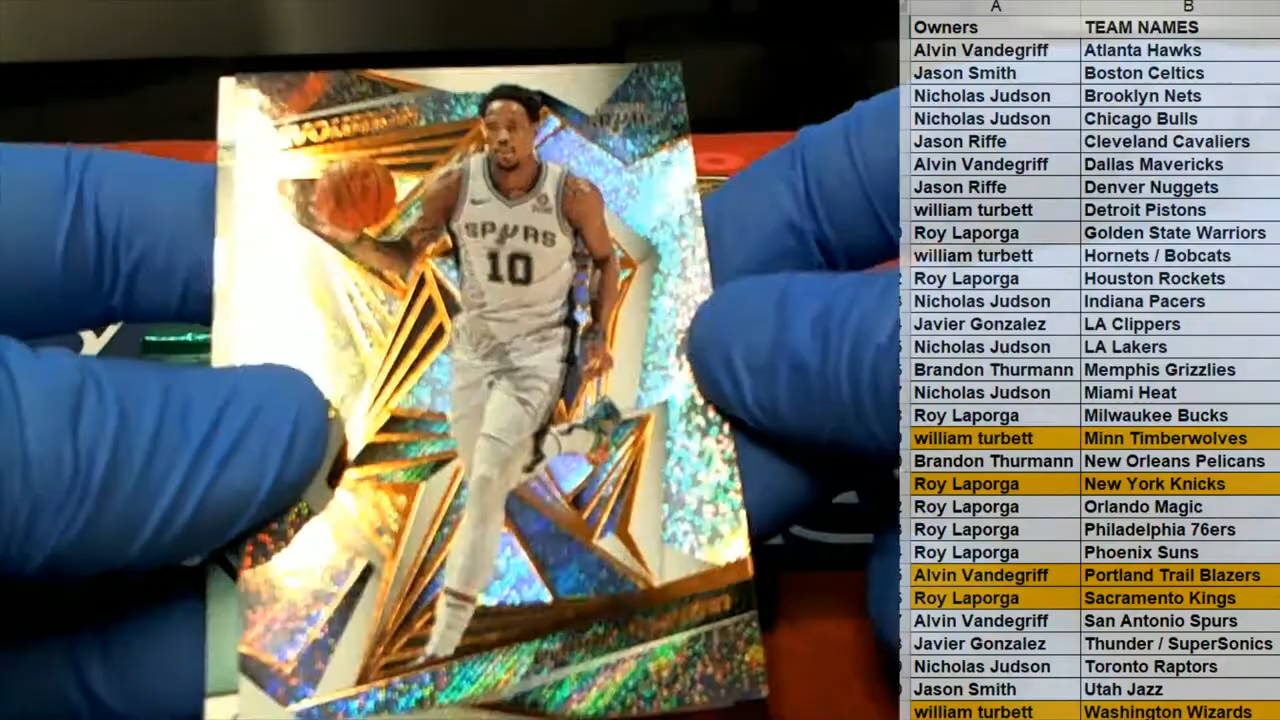 REVOLUTION
SPURS
10
A B
Owners TEAM NAMES
Alvin Vandegriff Atlanta Hawks
Jason Smith Boston Celtics
Nicholas Judson Brooklyn Nets
Nicholas Judson Chicago Bulls
Jason Riffe Cleveland Cavaliers
Alvin Vandegriff Dallas Mavericks
Jason Riffe Denver Nuggets
william turbett Detroit Pistons
Roy Laporga Golden State Warriors
william turbett Hornets / Bobcats
Roy Laporga Houston Rockets
Nicholas Judson Indiana Pacers
Javier Gonzalez LA Clippers
Nicholas Judson LA Lakers
Brandon Thurmann Memphis Grizzlies
Nicholas Judson Miami Heat
Roy Laporga Milwaukee Bucks
william turbett Minn Timberwolves
Brandon Thurmann New Orleans Pelicans
Roy Laporga New York Knicks
Roy Laporga Orlando Magic
Roy Laporga Philadelphia 76ers
Roy Laporga Phoenix Suns
Alvin Vandegriff Portland Trail Blazers
Roy Laporga Sacramento Kings
Alvin Vandegriff San Antonio Spurs
Javier Gonzalez Thunder / SuperSonics
Nicholas Judson Toronto Raptors
Jason Smith Utah Jazz
william turbett Washington Wizards